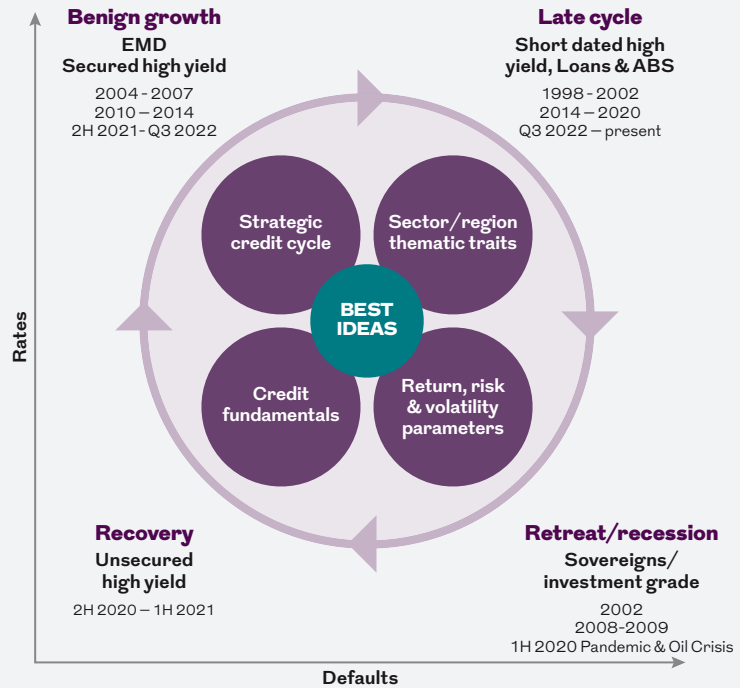 Benign growth
EMD
Secured high yield
2004 - 2007
2010 – 2014
2H 2021- Q3 2022
Late cycle
Short dated high
yield, Loans & ABS
1998 - 2002
2014 – 2020
Q3 2022 – present
Strategic
credit cycle
Sector/region
thematic traits
BEST
IDEAS
Credit
fundamentals
Return, risk
& volatility
parameters
Rates
Recovery
Unsecured
high yield
2H 2020 – 1H 2021
Retreat/recession
Sovereigns/
investment grade
2002
2008-2009
1H 2020 Pandemic & Oil Crisis
Defaults